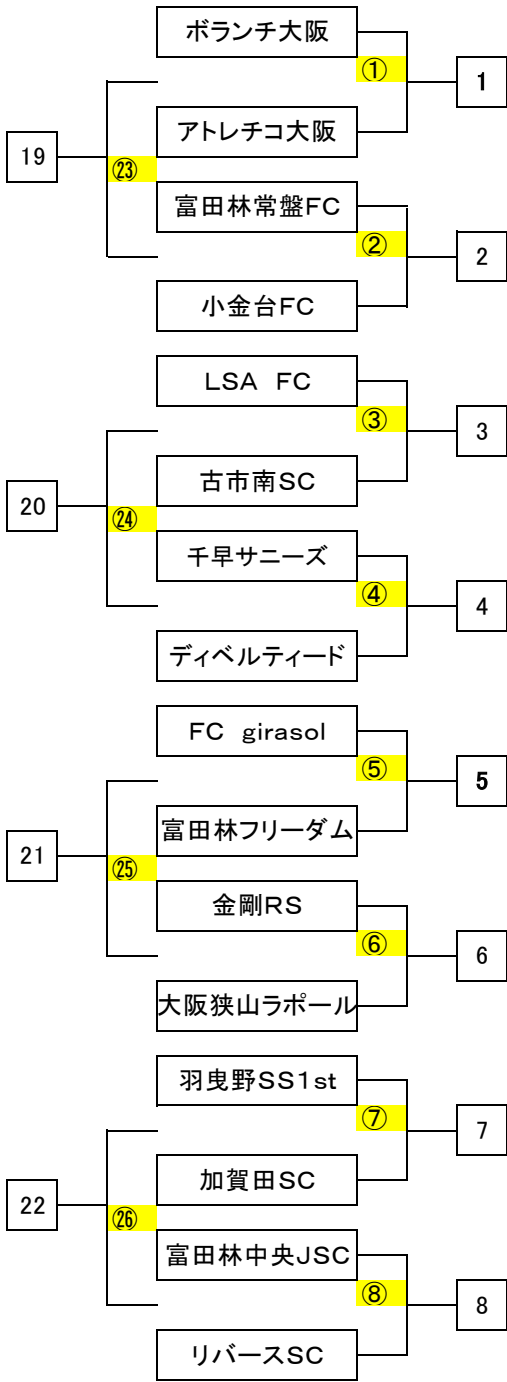 ボランチ大阪
①
1
アトレチコ大阪
19
㉓
富田林常盤FC
②
2
小金台FC
LSA FC
③
3
古市南SC
20
㉔
千早サニーズ
④
4
ディベルティード
FC girasol
⑤
5
富田林フリーダム
21
㉕
金剛RS
⑥
6
大阪狭山ラポール
羽曳野SS1st
⑦
7
加賀田SC
22
㉖
富田林中央JSC
⑧
8
リバースSC